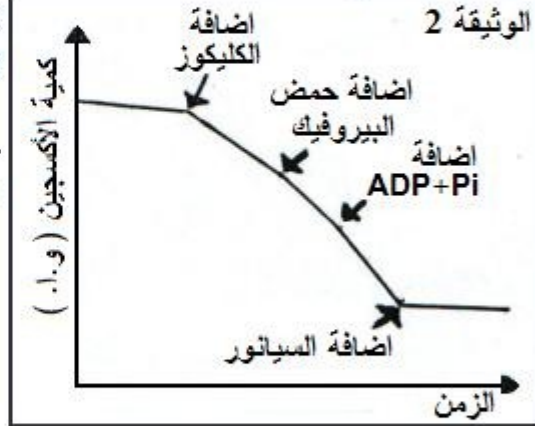 الوثيقة 2
اضافة
الكليكوز
اضافة حمض
البيروفيك
اضافة
ADP+Pi
اضافة السيانور
كمية الأكسجين ( و.ا. )
الزمن